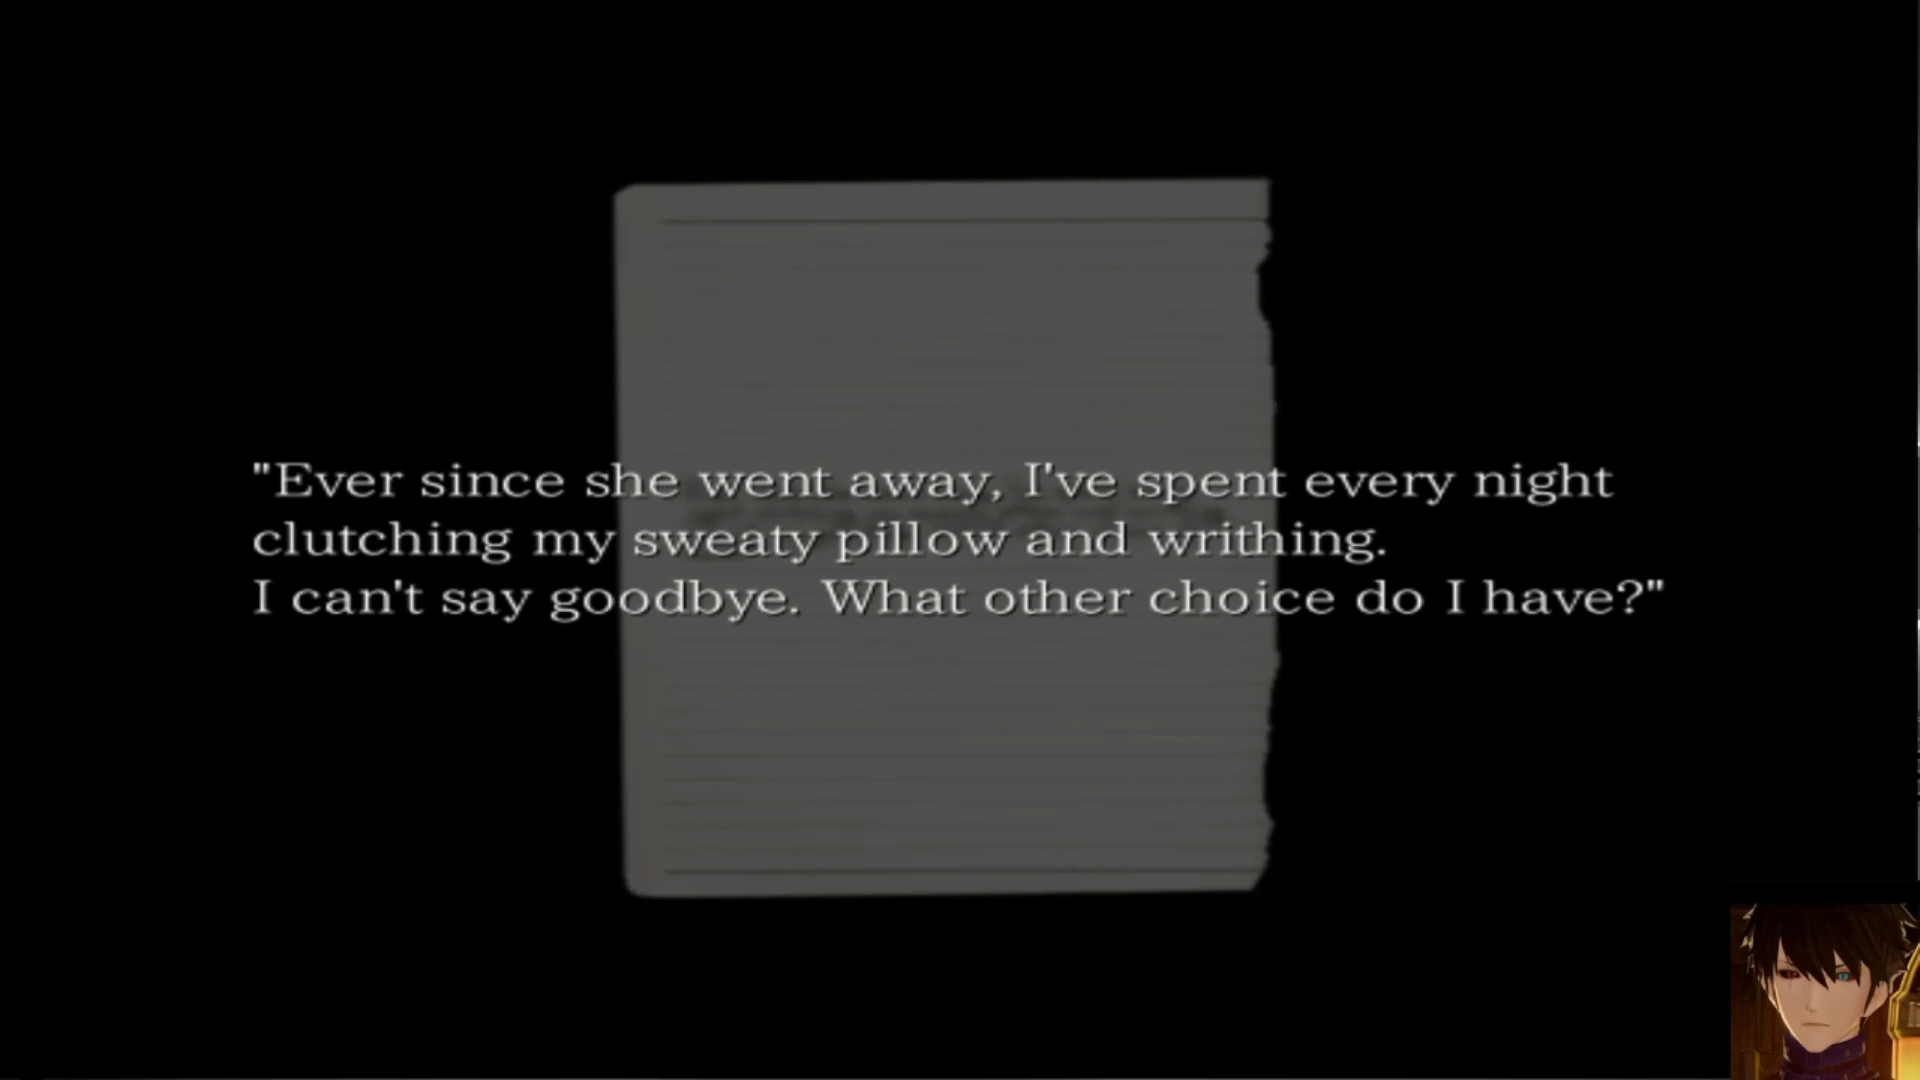 "Ever since she went away, I've spent every night
clutching my sweaty pillow and writhing.
I can't say goodbye. What other choice do I have?"